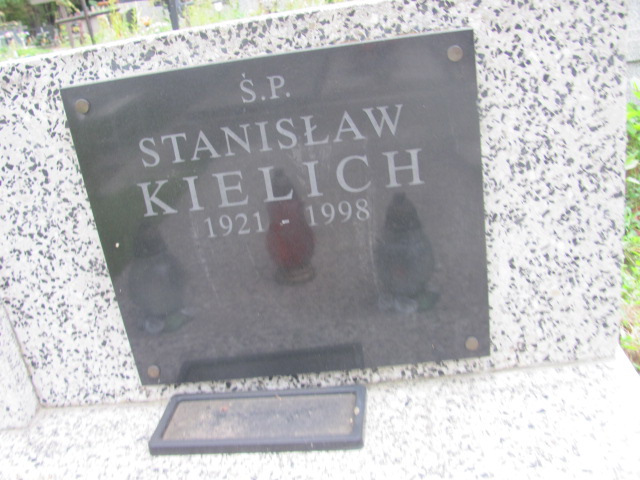 Ś.P.
STANISŁAW
KIELICH
1921 - 1998